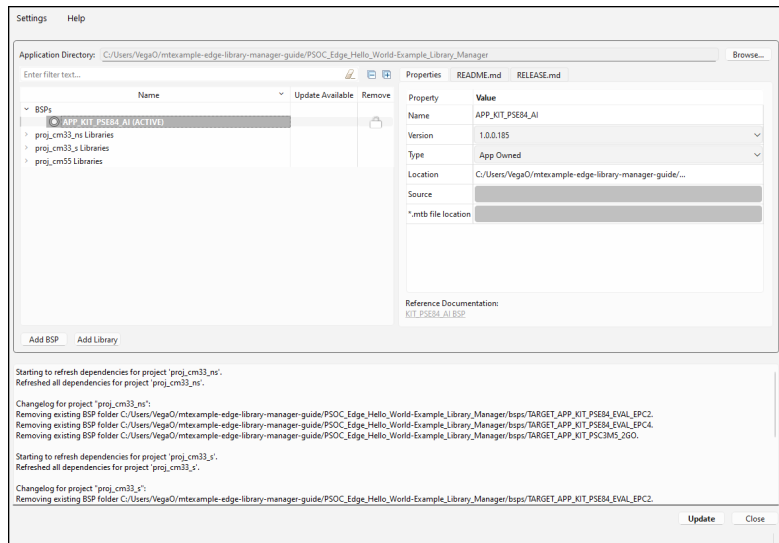 Settings Help
Application Directory: C:/Users/VegaO/mtexample-edge-library-manager-guide/PSOC_Edge_Hello_World-Example_Library_Manager Browse...
Enter filter text...
Name Update Available Remove
BSPs
APP_KIT_PSE84_AI (ACTIVE)
proj_cm33_ns Libraries
proj_cm33_s Libraries
proj_cm55 Libraries
Properties README.md RELEASE.md
Property Value
Name APP_KIT_PSE84_AI
Version 1.0.0.185
Type App Owned
Location C:/Users/VegaO/mtexample-edge-library-manager-guide/...
Source
*.mtb file location
Reference Documentation:
KIT_PSE84_AI BSP
Add BSP Add Library
Starting to refresh dependencies for project 'proj_cm33_ns'.
Refreshed all dependencies for project 'proj_cm33_ns'.
Changelog for project "proj_cm33_ns":
Removing existing BSP folder C:/Users/VegaO/mtexample-edge-library-manager-guide/PSOC_Edge_Hello_World-Example_Library_Manager/bsps/TARGET_APP_KIT_PSE84_EVAL_EPC2.
Removing existing BSP folder C:/Users/VegaO/mtexample-edge-library-manager-guide/PSOC_Edge_Hello_World-Example_Library_Manager/bsps/TARGET_APP_KIT_PSE84_EVAL_EPC4.
Removing existing BSP folder C:/Users/VegaO/mtexample-edge-library-manager-guide/PSOC_Edge_Hello_World-Example_Library_Manager/bsps/TARGET_APP_KIT_PSC3M5_2GO.
Starting to refresh dependencies for project 'proj_cm33_s'.
Refreshed all dependencies for project 'proj_cm33_s'.
Changelog for project "proj_cm33_s":
Removing existing BSP folder C:/Users/VegaO/mtexample-edge-library-manager-guide/PSOC_Edge_Hello_World-Example_Library_Manager/bsps/TARGET_APP_KIT_PSE84_EVAL_EPC2.
Update Close